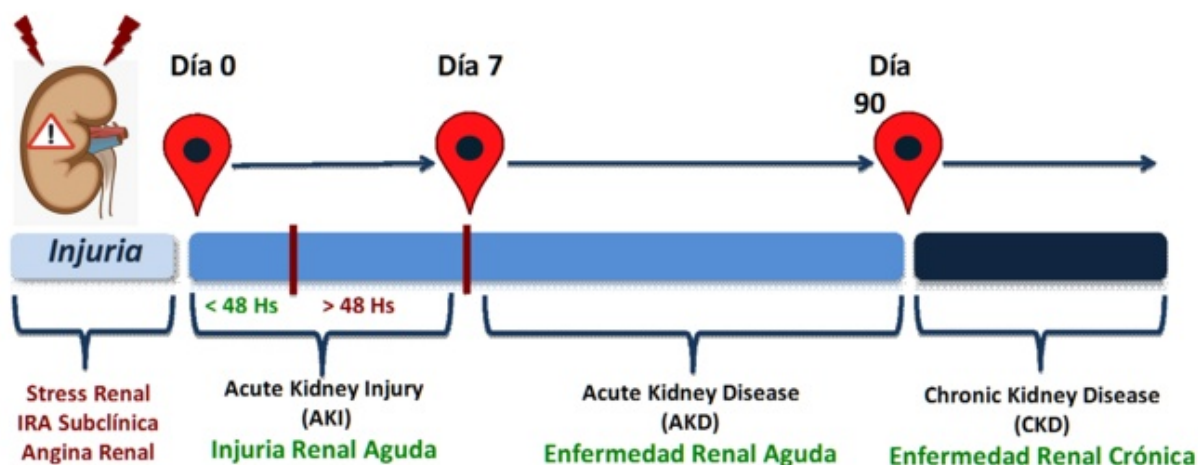 !
Día 0
Día 7
Día
90
Injuria
< 48 Hs
> 48 Hs
Stress Renal
IRA Subclínica
Angina Renal
Acute Kidney Injury
(AKI)
Injuria Renal Aguda
Acute Kidney Disease
(AKD)
Enfermedad Renal Aguda
Chronic Kidney Disease
(CKD)
Enfermedad Renal Crónica